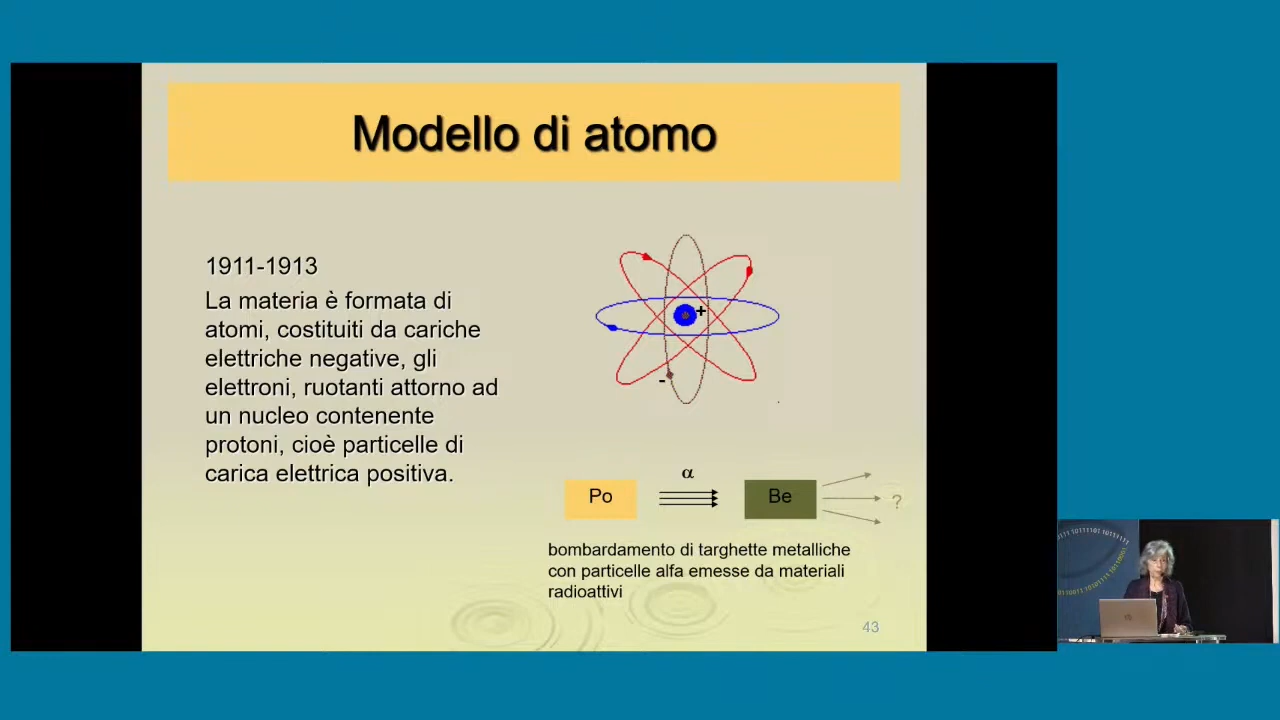 Modello di atomo
1911-1913
La materia è formata di
atomi, costituiti da cariche
elettriche negative, gli
elettroni, ruotanti attorno ad
un nucleo contenente
protoni, cioè particelle di
carica elettrica positiva.
+
-
α
Po
Be
?
bombardamento di targhette metalliche
con particelle alfa emesse da materiali
radioattivi
43